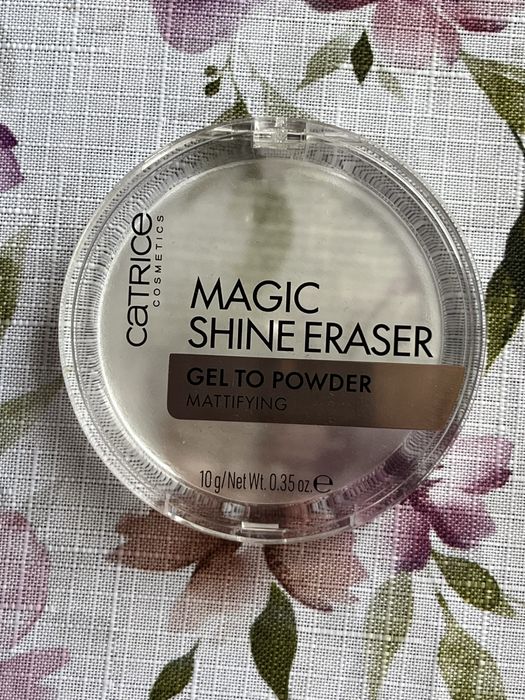 CATRICE
COSMETICS
MAGIC
SHINE ERASER
GEL TO POWDER
MATTIFYING
10 g/Net Wt. 0.35 oz. ℮